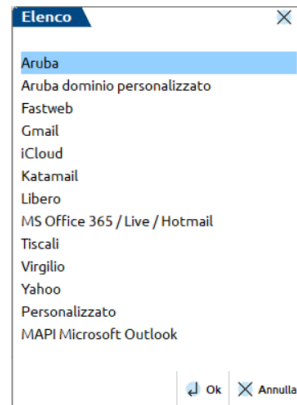 Elenco
Aruba
Aruba dominio personalizzato
Fastweb
Gmail
iCloud
Katamail
Libero
MS Office 365 / Live / Hotmail
Tiscali
Virgilio
Yahoo
Personalizzato
MAPI Microsoft Outlook
Ok Annulla